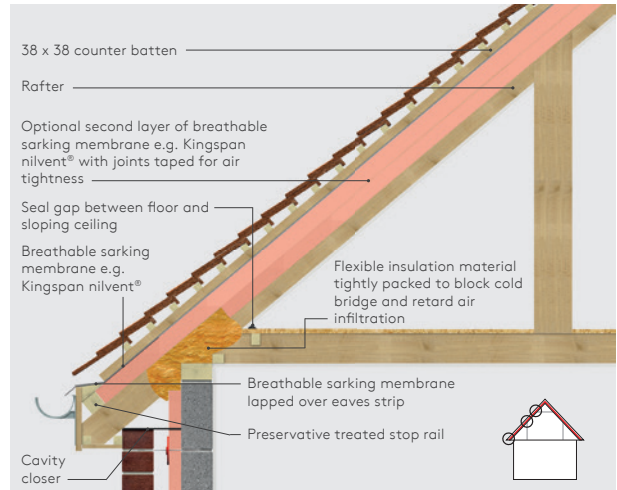 38 x 38 counter batten
Rafter
Optional second layer of breathable
sarking membrane e.g. Kingspan
nilvent® with joints taped for air
tightness
Seal gap between floor and
sloping ceiling
Breathable sarking
membrane e.g.
Kingspan nilvent®
Flexible insulation material
tightly packed to block cold
bridge and retard air
infiltration
Breathable sarking membrane
lapped over eaves strip
Preservative treated stop rail
Cavity
closer